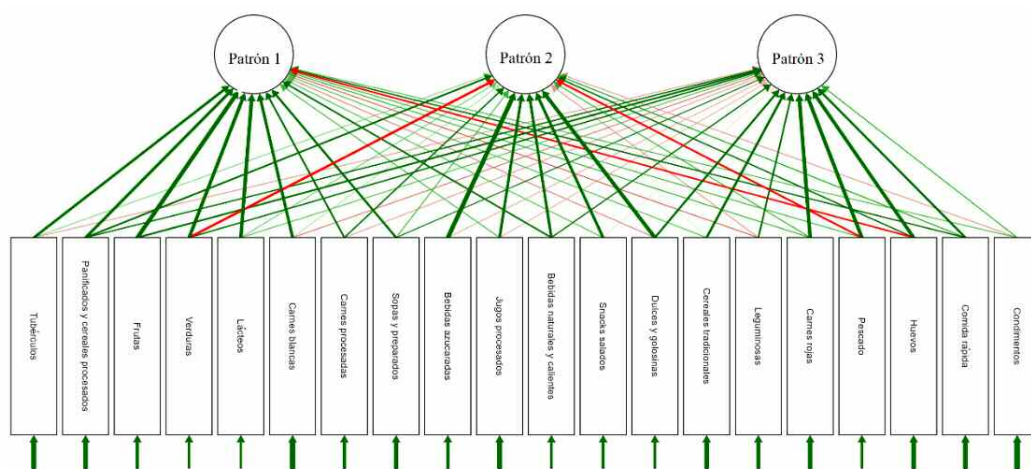 Patrón 1
Patrón 2
Patrón 3
Tubérculos
Panificados y cereales procesados
Frutas
Verduras
Lácteos
Carnes blancas
Carnes procesadas
Sopas y preparados
Bebidas azucaradas
Jugos procesados
Bebidas naturales y calientes
Snacks salados
Dulces y golosinas
Cereales tradicionales
Leguminosas
Carnes rojas
Pescado
Huevos
Comida rápida
Condimentos